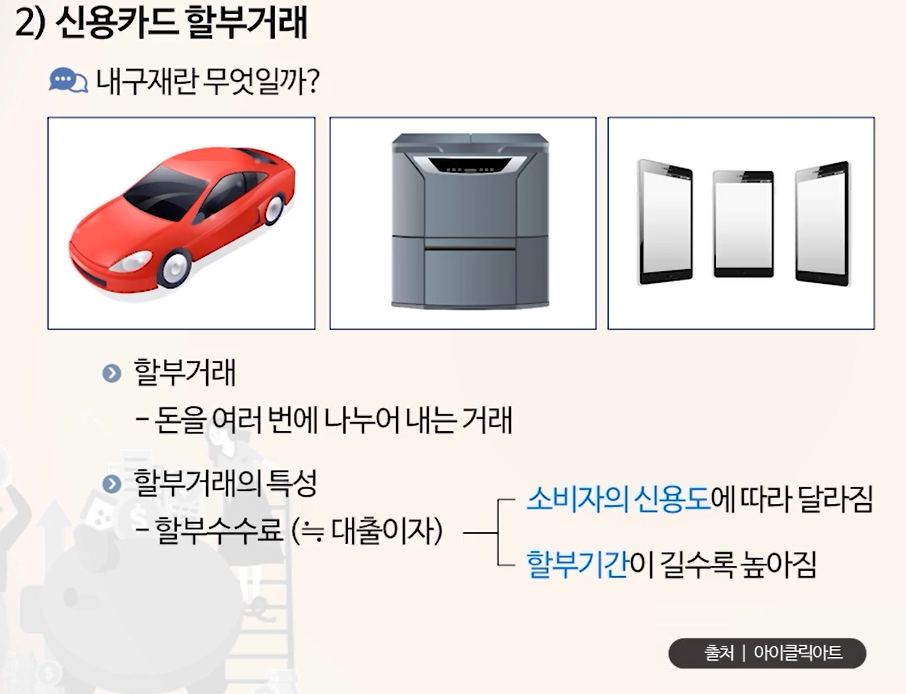 2) 신용카드 할부거래
내구재란 무엇일까?
할부거래
- 돈을 여러 번에 나누어 내는 거래
할부거래의 특성
- 할부수수료 (≒ 대출이자)
소비자의 신용도에 따라 달라짐
할부기간이 길수록 높아짐
출처 | 아이클릭아트